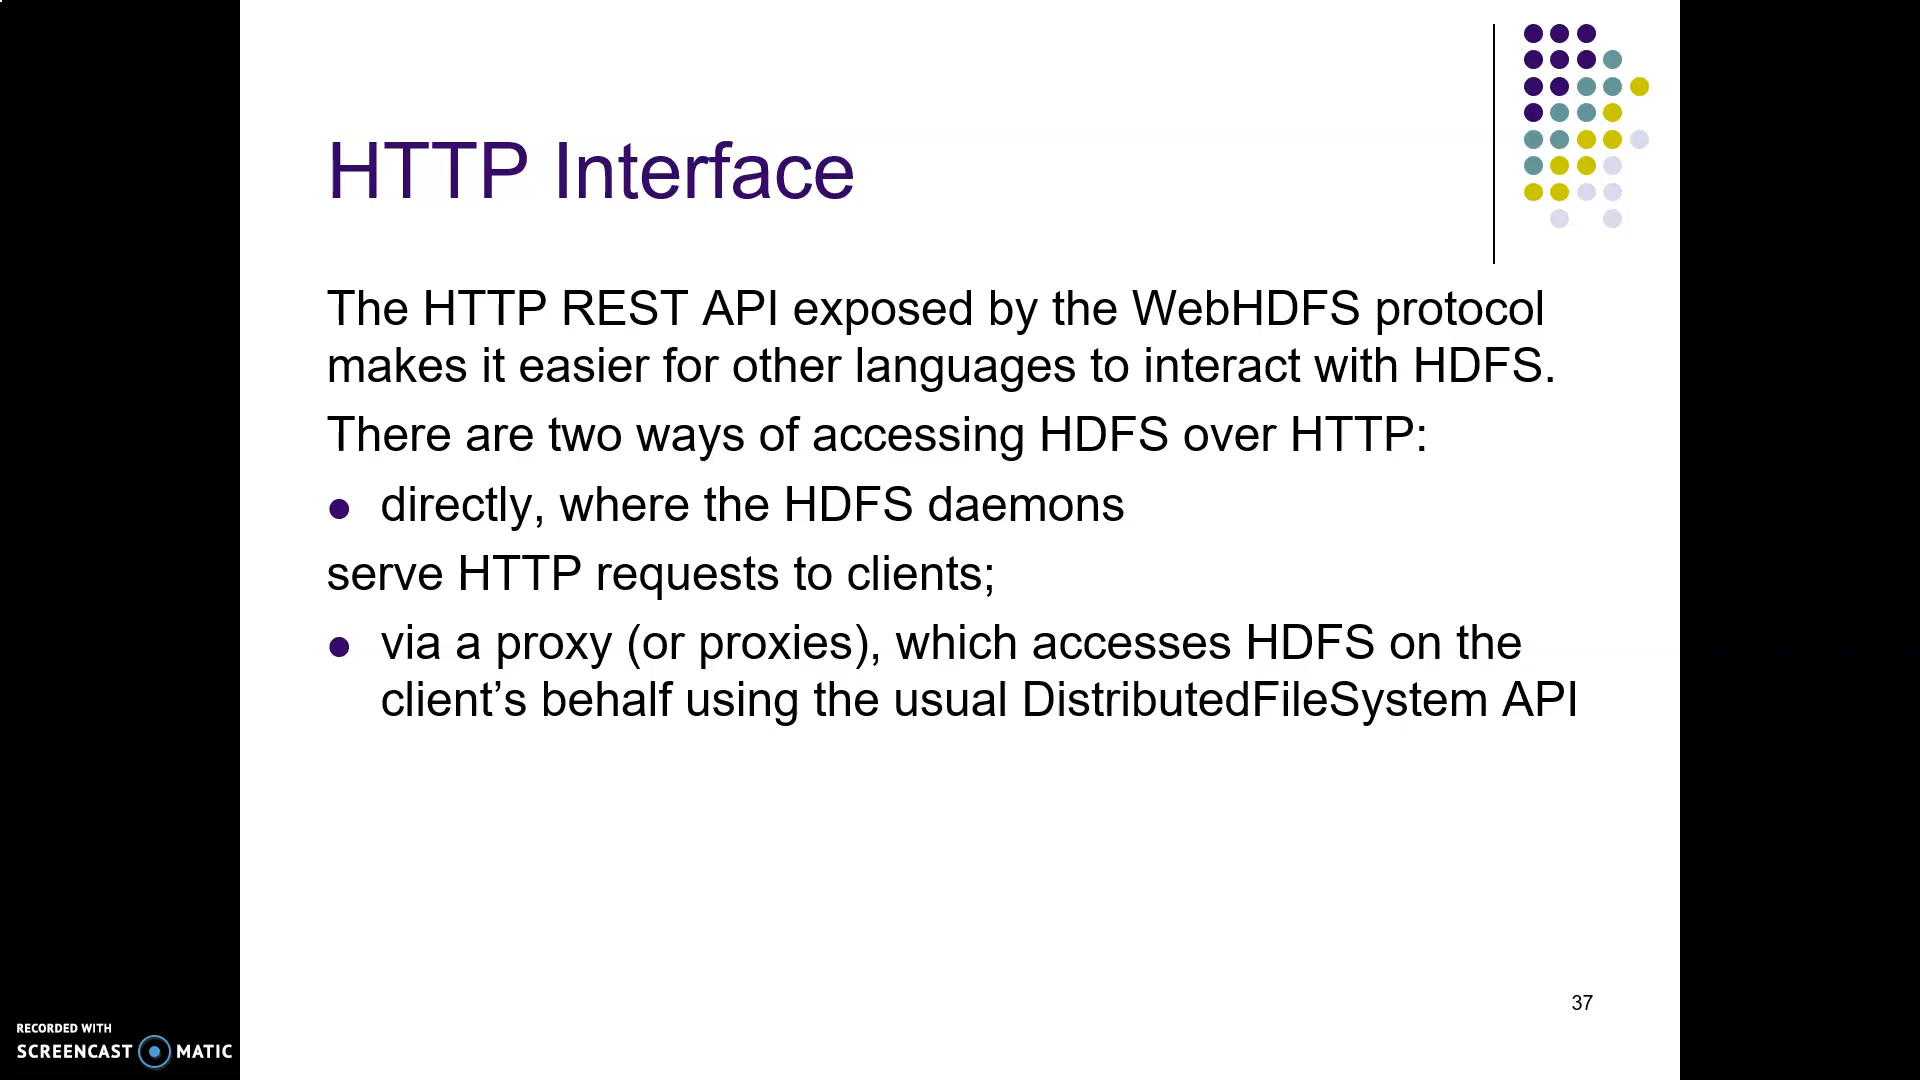 HTTP Interface
The HTTP REST API exposed by the WebHDFS protocol
makes it easier for other languages to interact with HDFS.
There are two ways of accessing HDFS over HTTP:
● directly, where the HDFS daemons
serve HTTP requests to clients;
● via a proxy (or proxies), which accesses HDFS on the
client’s behalf using the usual DistributedFileSystem API
37
RECORDED WITH
SCREENCAST MATIC